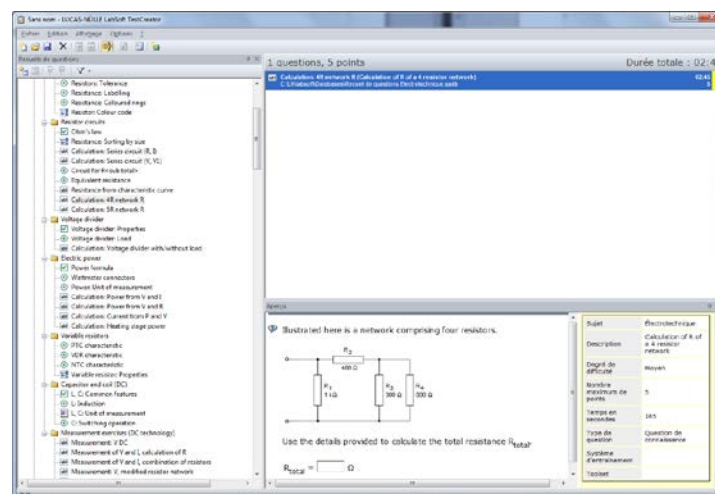 Sans nom - LUCAS-NÜLLE LabSoft TestCreator
Fichier Edition Affichage Options ?
Recueils de questions
Resistors: Tolerance
Resistance: Labelling
Resistance: Coloured rings
Resistor: Colour code
Resistor circuits
Ohm's law
Resistance: Sorting by size
Calculation: Series circuit (R, I)
Calculation: Series circuit (V, V1)
Circuit for R<sub total>
Equivalent resistance
Resistance from characteristic curve
Calculation: 4R network R
Calculation: 5R network R
Voltage divider
Voltage divider: Properties
Voltage divider: Load
Calculation: Voltage divider with/without load
Electric power
Power formula
Wattmeter connectors
Power: Unit of measurement
Calculation: Power from V and I
Calculation: Power from V and R
Calculation: Current from P and V
Calculation: Heating stage power
Variable resistors
PTC characteristic
VDR characteristic
NTC characteristic
Variable resistor: Properties
Capacitor and coil (DC)
L, C: Common features
L: Induction
L, C: Unit of measurement
C: Switching operation
Measurement exercises (DC technology)
Measurement: V DC
Measurement of V and I, calculation of R
Measurement of V and I, combination of resistors
Measurement: V, modified resistor network
1 questions, 5 points
Durée totale : 02:4
Calculation: 4R network R (Calculation of R of a 4 resistor network)
02:45
5
Aperçu
Illustrated here is a network comprising four resistors.
R2
R1
1 kΩ
R3
R4
Use the details provided to calculate the total resistance Rtotal.
Rtotal = Ω
Sujet Électrotechnique
Description Calculation of R of a 4 resistor network
Degré de difficulté Moyen
Nombre maximum de points 5
Temps en secondes 165
Type de question Question de connaissance
Système d'entraînement
Toolset